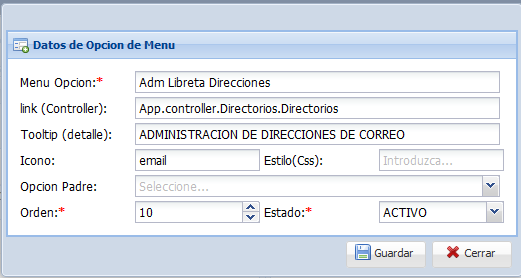 Datos de Opcion de Menu
Menu Opcion:* Adm Libreta Direcciones
link (Controller): App.controller.Directorios.Directorios
Tooltip (detalle): ADMINISTRACION DE DIRECCIONES DE CORREO
Icono: email Estilo(Css): Introduzca...
Opcion Padre: Seleccione...
Orden:* 10 Estado:* ACTIVO
Guardar Cerrar